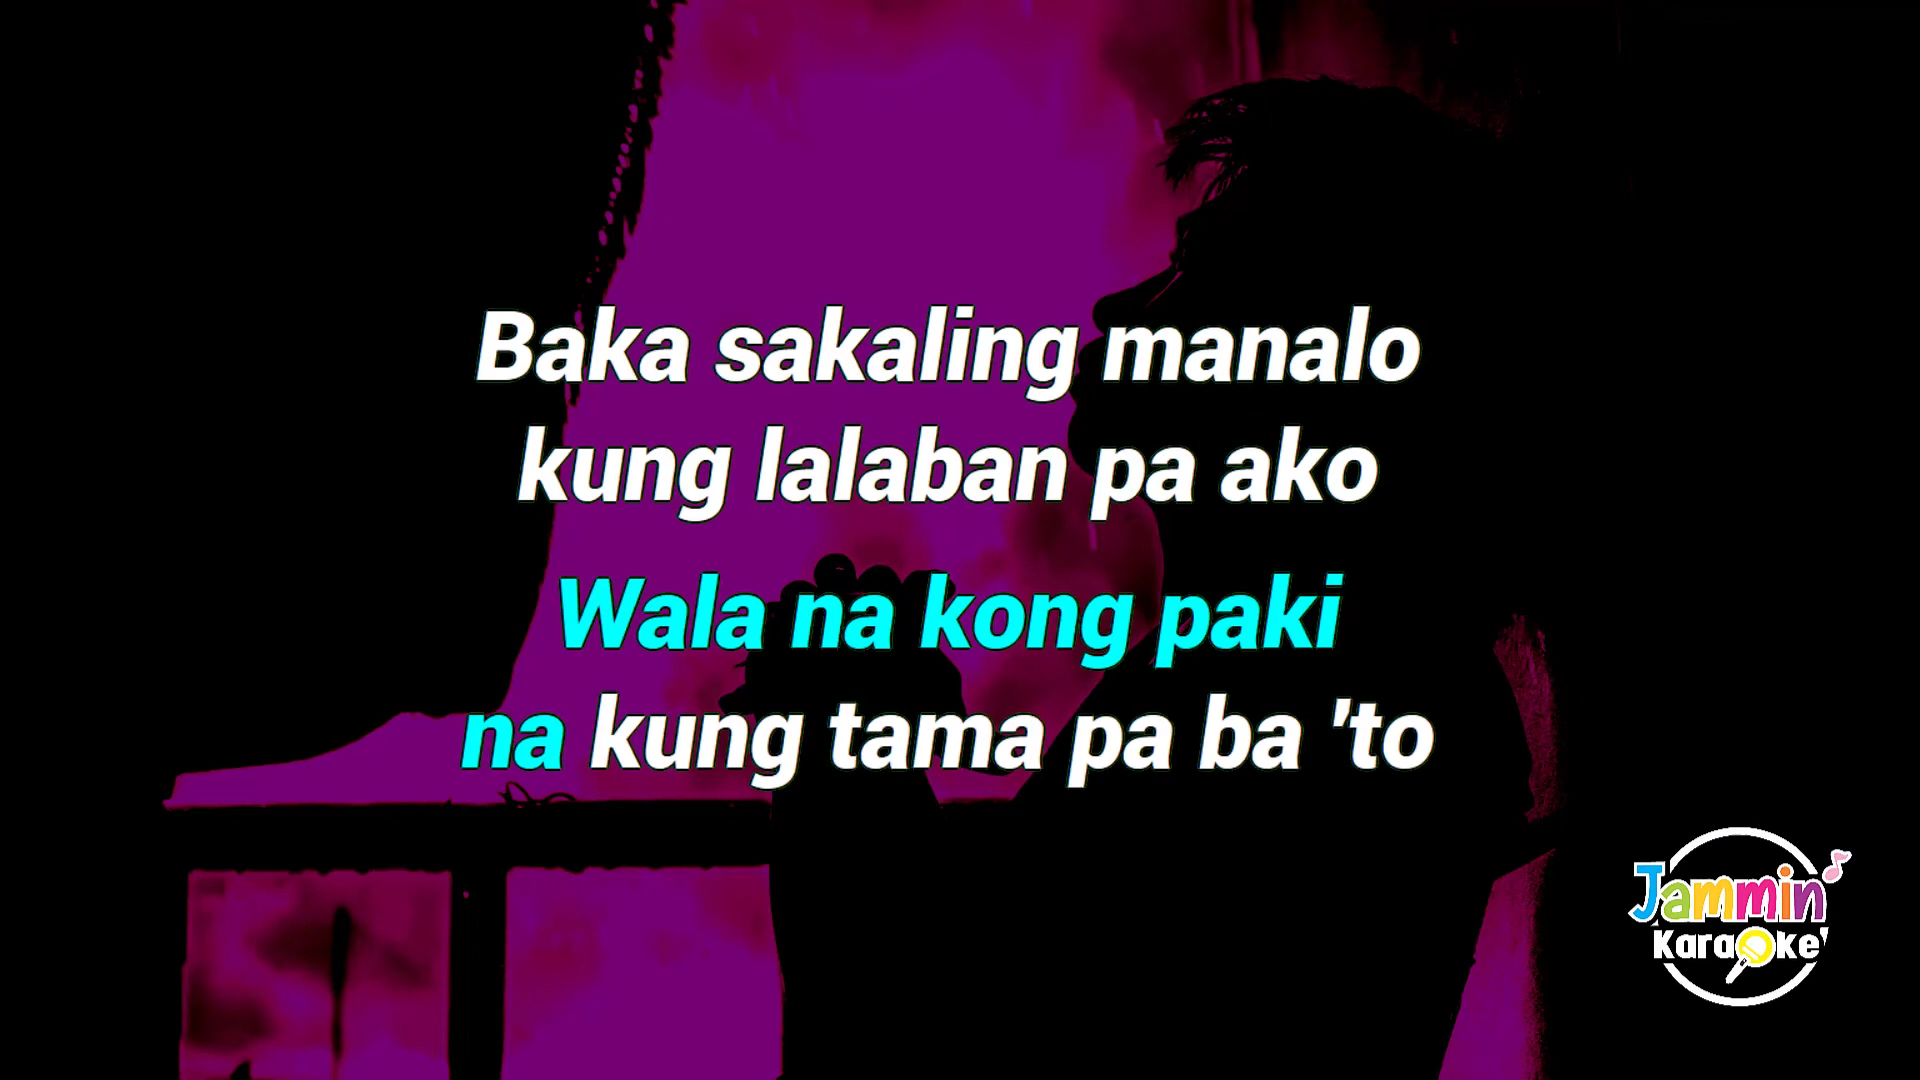 Baka sakaling manalo
kung lalaban pa ako
Wala na kong paki
na kung tama pa ba 'to
Jammin'
Karaoke